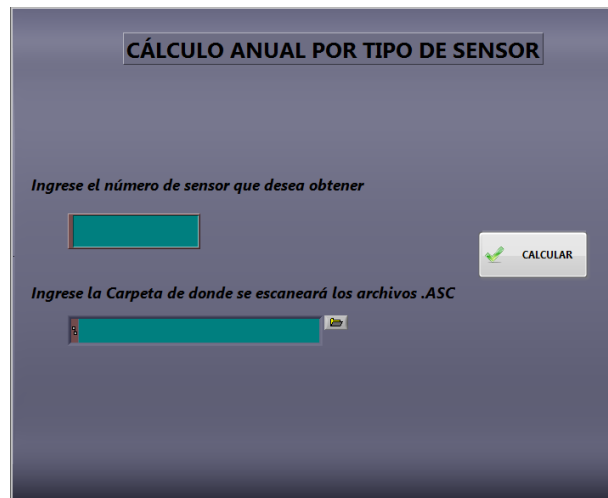 CÁLCULO ANUAL POR TIPO DE SENSOR
Ingrese el número de sensor que desea obtener
CALCULAR
Ingrese la Carpeta de donde se escaneará los archivos .ASC